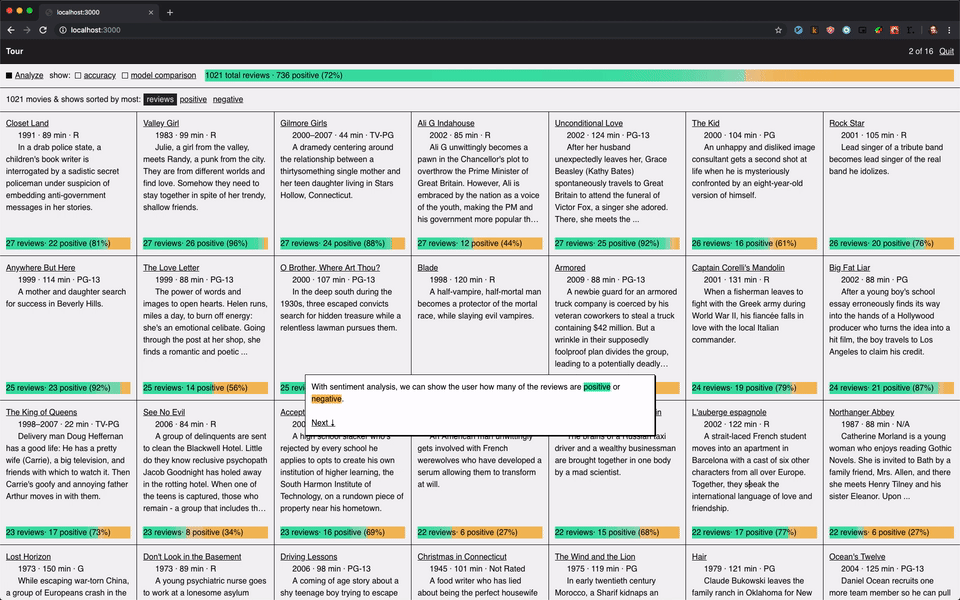 localhost:3000
localhost:3000
Tour
2 of 16 Quit
Analyze show: accuracy model comparison
1021 total reviews · 736 positive (72%)
1021 movies & shows sorted by most: reviews positive negative
Closet Land
1991 · 89 min · R
In a drab police state, a
children's book writer is
interrogated by a sadistic secret
policeman under suspicion of
embedding anti-government
messages in her stories.
27 reviews· 22 positive (81%)
Valley Girl
1983 · 99 min · R
Julie, a girl from the valley,
meets Randy, a punk from the city.
They are from different worlds and
find love. Somehow they need to
stay together in spite of her trendy,
shallow friends.
27 reviews· 26 positive (96%)
Gilmore Girls
2000–2007 · 44 min · TV-PG
A dramedy centering around
the relationship between a
thirtysomething single mother and
her teen daughter living in Stars
Hollow, Connecticut.
27 reviews· 24 positive (88%)
Ali G Indahouse
2002 · 85 min · R
Ali G unwittingly becomes a
pawn in the Chancellor's plot to
overthrow the Prime Minister of
Great Britain. However, Ali is
embraced by the nation as a voice
of the youth, making the PM and
his government more popular th…
27 reviews· 12 positive (44%)
Unconditional Love
2002 · 124 min · PG-13
After her husband
unexpectedly leaves her, Grace
Beasley (Kathy Bates)
spontaneously travels to Great
Britain to attend the funeral of
Victor Fox, a singer she adored.
There, she meets the ...
27 reviews· 25 positive (92%)
The Kid
2000 · 104 min · PG
An unhappy and disliked image
consultant gets a second shot at
life when he is mysteriously
confronted by an eight-year-old
version of himself.
26 reviews· 16 positive (61%)
Rock Star
2001 · 105 min · R
Lead singer of a tribute band
becomes lead singer of the real
band he idolizes.
26 reviews· 20 positive (76%)
Anywhere But Here
1999 · 114 min · PG-13
A mother and daughter search
for success in Beverly Hills.
25 reviews· 23 positive (92%)
The Love Letter
1999 · 88 min · PG-13
The power of words and
images to open hearts. Helen runs,
miles a day, to burn off energy:
she's an emotional celibate. Going
through the post at her shop, she
finds a romantic and poetic ...
25 reviews· 14 positive (56%)
O Brother, Where Art Thou?
2000 · 107 min · PG-13
In the deep south during the
1930s, three escaped convicts
search for hidden treasure while a
relentless lawman pursues them.
25 revi
Blade
1998 · 120 min · R
A half-vampire, half-mortal man
becomes a protector of the mortal
race, while slaying evil vampires.
Armored
2009 · 88 min · PG-13
A newbie guard for an armored
truck company is coerced by his
veteran coworkers to steal a truck
containing $42 million. But a
wrinkle in their supposedly
foolproof plan divides the group,
leading to a potentially deadly…
Captain Corelli's Mandolin
2001 · 131 min · R
When a fisherman leaves to
fight with the Greek army during
World War II, his fiancée falls in
love with the local Italian
commander.
24 reviews· 19 positive (79%)
Big Fat Liar
2002 · 88 min · PG
After a young boy's school
essay erroneously finds its way
into the hands of a Hollywood
producer who turns the idea into a
hit film, the boy travels to Los
Angeles to claim his credit.
24 reviews· 21 positive (87%)
With sentiment analysis, we can show the user how many of the reviews are positive or
negative.
Next ↓
The King of Queens
1998–2007 · 22 min · TV-PG
Delivery man Doug Heffernan
has a good life: He has a pretty
wife (Carrie), a big television, and
friends with which to watch it. Then
Carrie's goofy and annoying father
Arthur moves in with them.
23 reviews· 17 positive (73%)
See No Evil
2006 · 84 min · R
A group of delinquents are sent
to clean the Blackwell Hotel. Little
do they know reclusive psychopath
Jacob Goodnight has holed away
in the rotting hotel. When one of
the teens is captured, those who
remain - a group that includes th…
23 reviews· 8 positive (34%)
Accept
200
A high school slacker who's
rejected by every school he
applies to opts to create his own
institution of higher learning, the
South Harmon Institute of
Technology, on a rundown piece of
property near his hometown.
23 reviews· 16 positive (69%)
An American man unwittingly
gets involved with French
werewolves who have developed a
serum allowing them to transform
at will.
22 reviews· 6 positive (27%)
in
The brains of a Russian taxi
driver and a wealthy businessman
are brought together in one body
by a mad scientist.
22 reviews· 15 positive (68%)
L'auberge espagnole
2002 · 122 min · R
A strait-laced French student
moves into an apartment in
Barcelona with a cast of six other
characters from all over Europe.
Together, they speak the
international language of love and
friendship.
22 reviews· 17 positive (77%)
Northanger Abbey
1987 · 88 min · N/A
Catherine Morland is a young
woman who enjoys reading Gothic
Novels. She is invited to Bath by a
family friend, Mrs. Allen, and there
she meets Henry Tilney and his
sister Eleanor. Upon ...
22 reviews· 6 positive (27%)
Lost Horizon
1973 · 150 min · G
While escaping war-torn China,
a group of Europeans crash in the
Don't Look in the Basement
1973 · 89 min · R
A young psychiatric nurse goes
to work at a lonesome asylum
Driving Lessons
2006 · 98 min · PG-13
A coming of age story about a
shy teenage boy trying to escape
Christmas in Connecticut
1945 · 101 min · Not Rated
A food writer who has lied
about being the perfect housewife
The Wind and the Lion
1975 · 119 min · PG
In early twentieth century
Morocco, a Sharif kidnaps an
Hair
1979 · 121 min · PG
Claude Bukowski leaves the
family ranch in Oklahoma for New
Ocean's Twelve
2004 · 125 min · PG-13
Daniel Ocean recruits one
more team member so he can pull